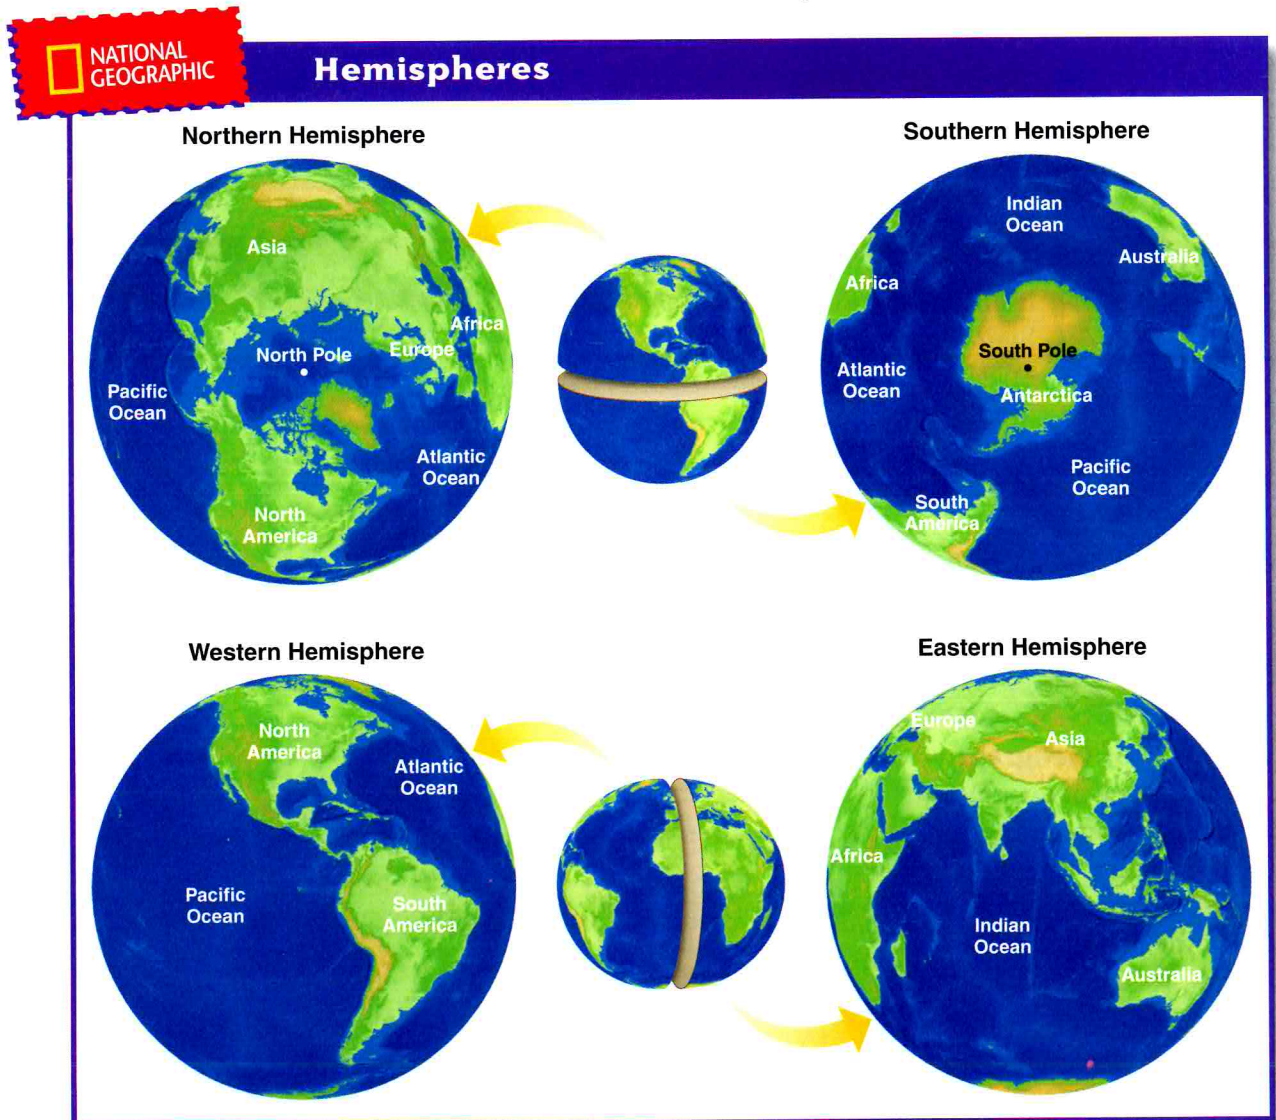 NATIONAL
GEOGRAPHIC
Hemispheres
Northern Hemisphere
Asia
Africa
North Pole
Europe
Pacific
Ocean
Atlantic
Ocean
North
America
Southern Hemisphere
Indian
Ocean
Australia
Africa
South Pole
Atlantic
Ocean
Antarctica
Pacific
Ocean
South
America
Western Hemisphere
North
America
Atlantic
Ocean
Pacific
Ocean
South
America
Eastern Hemisphere
Europe
Asia
Africa
Indian
Ocean
Australia